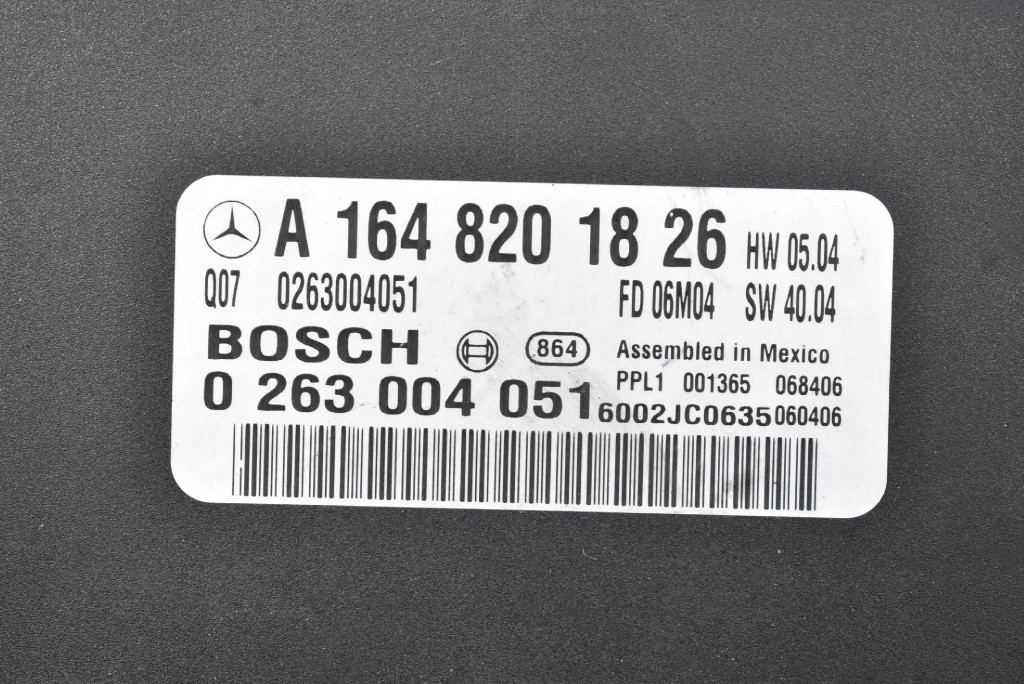 A 164 820 18 26 HW 05.04
Q07 0263004051 FD 06M04 SW 40.04
BOSCH 864 Assembled in Mexico
PPL1 001365 068406
0 263 004 051 6002JC0635 060406